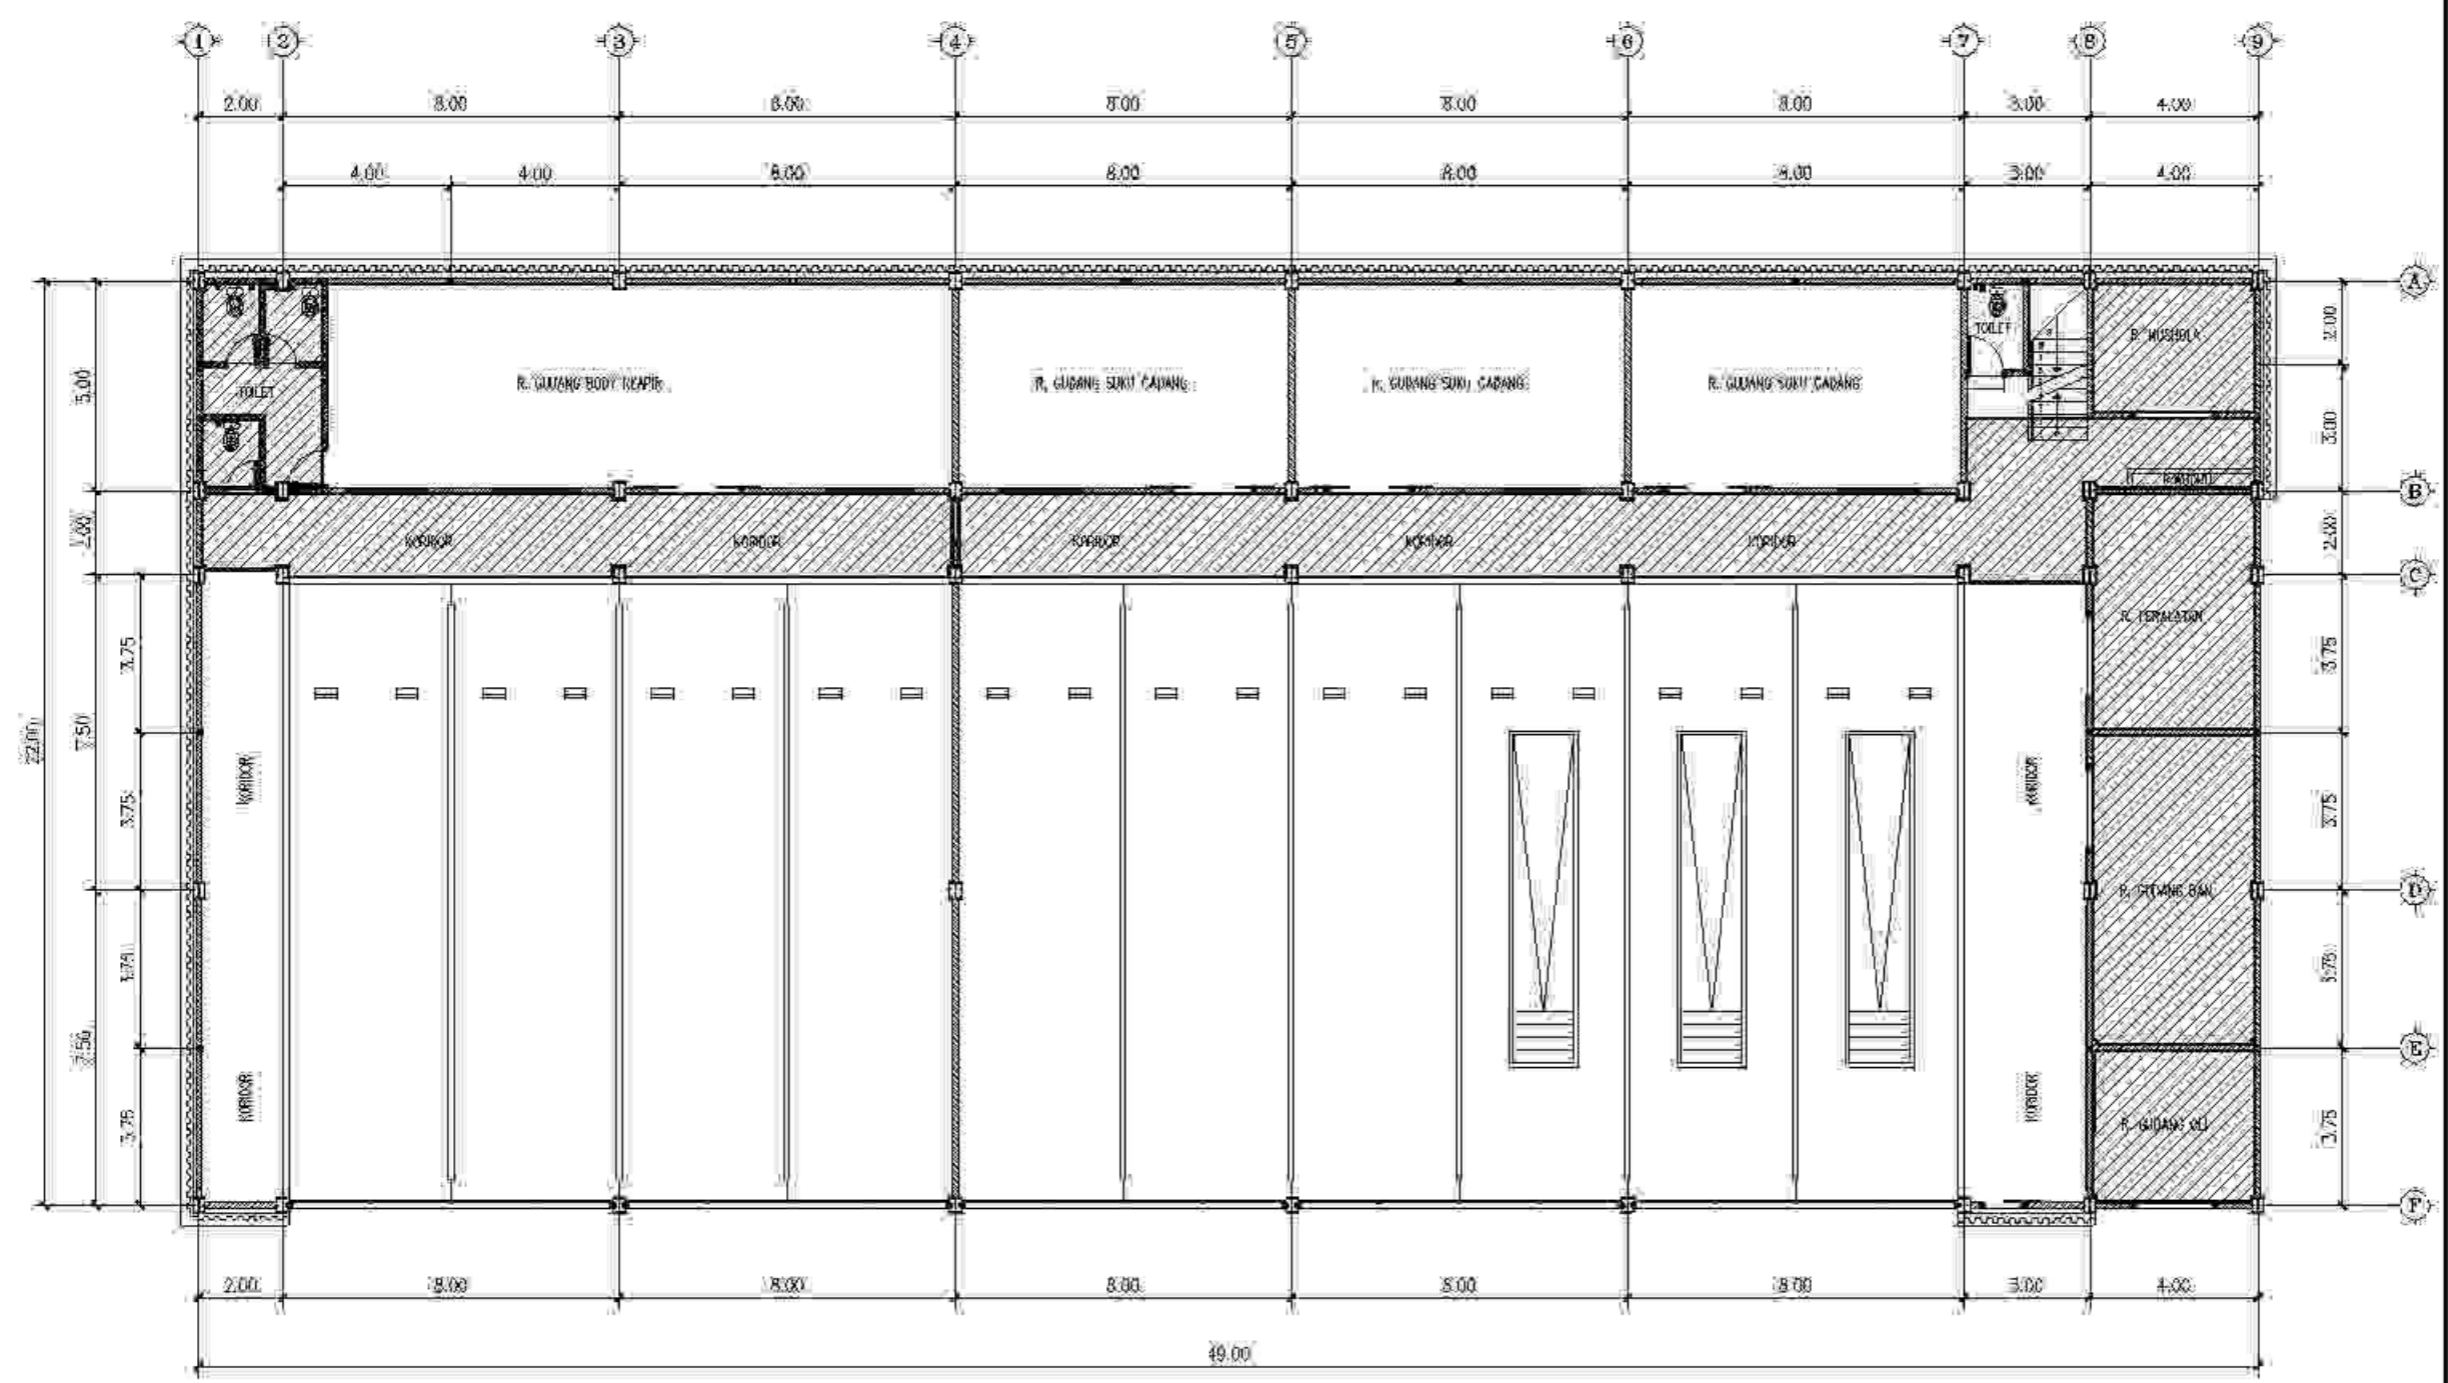 1 2 3 4 5 6 7 8 9
2.00 8.00 8.00 8.00 8.00 8.00 3.00 4.00
4.00 4.00 8.00 8.00 8.00 8.00 3.00 4.00
A
2.00
TOILET
R. MUSHOLA
5.00
TOILET
R. GUDANG BODY REAPIR
R. GUDANG SUKU CADANG
R. GUDANG SUKU CADANG
R. GUDANG SUKU CADANG
3.00
B
2.00
KORIDOR KORIDOR KORIDOR KORIDOR KORIDOR
2.00
C
R. PERALATAN
3.75
3.75
22.00
7.50
KORIDOR
KORIDOR
3.75
3.75
R. GUDANG BAN
D
3.75
3.75
7.50
E
KORIDOR
KORIDOR
3.75
R. GUDANG OLI
3.75
F
2.00 8.00 8.00 8.00 8.00 8.00 3.00 4.00
49.00